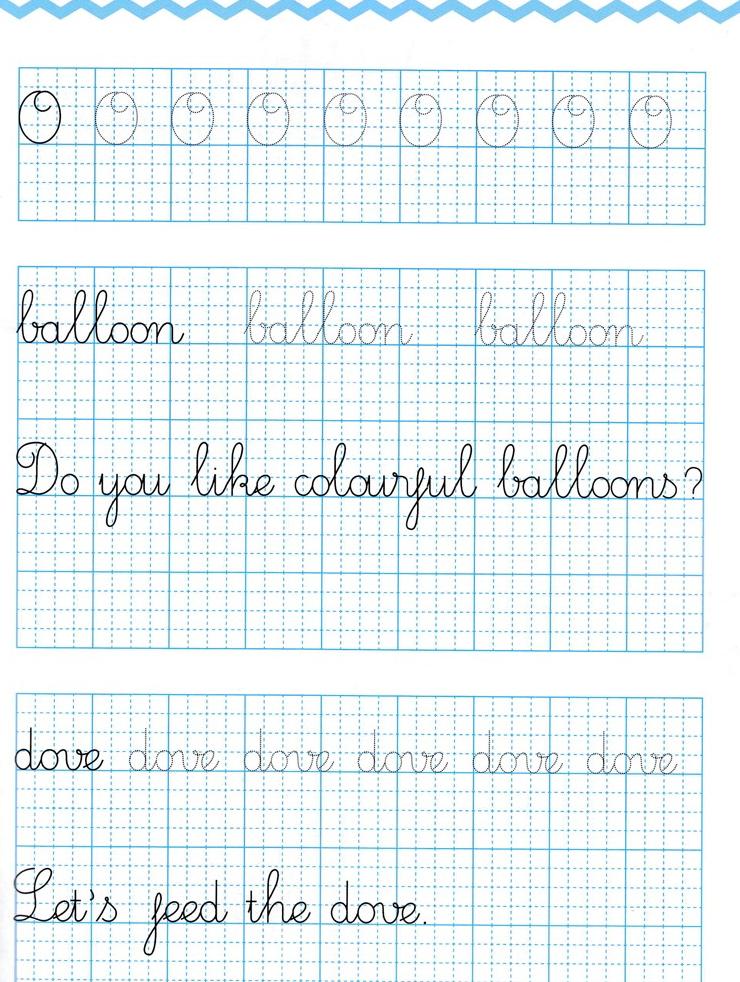 O O O O O O O O O
balloon balloon balloon
Do you like colourful balloons?
dove dove dove dove dove dove
Let's feed the dove.